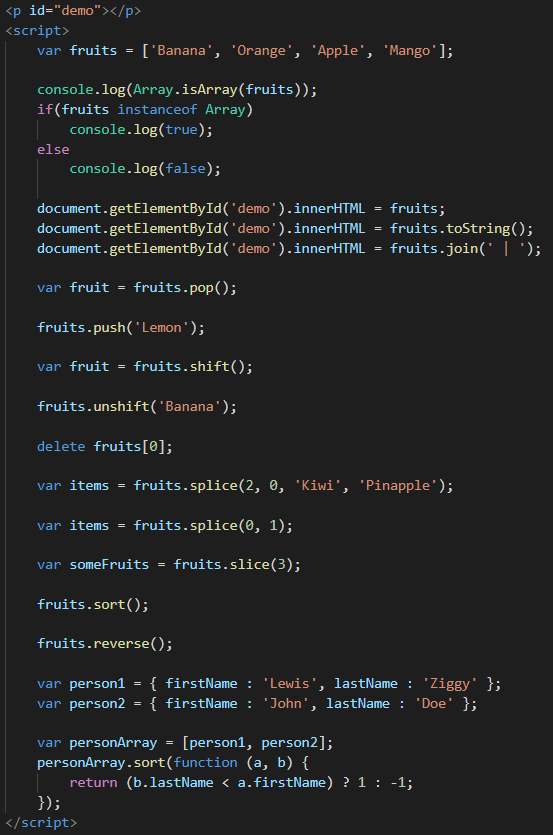 <p id="demo"></p>
<script>
    var fruits = ['Banana', 'Orange', 'Apple', 'Mango'];

    console.log(Array.isArray(fruits));
    if(fruits instanceof Array)
        console.log(true);
    else
        console.log(false);

    document.getElementById('demo').innerHTML = fruits;
    document.getElementById('demo').innerHTML = fruits.toString();
    document.getElementById('demo').innerHTML = fruits.join(' | ');

    var fruit = fruits.pop();

    fruits.push('Lemon');

    var fruit = fruits.shift();

    fruits.unshift('Banana');

    delete fruits[0];

    var items = fruits.splice(2, 0, 'Kiwi', 'Pinapple');

    var items = fruits.splice(0, 1);

    var someFruits = fruits.slice(3);

    fruits.sort();

    fruits.reverse();

    var person1 = { firstName : 'Lewis', lastName : 'Ziggy' };
    var person2 = { firstName : 'John', lastName : 'Doe' };

    var personArray = [person1, person2];
    personArray.sort(function (a, b) {
        return (b.lastName < a.firstName) ? 1 : -1;
    });
</script>